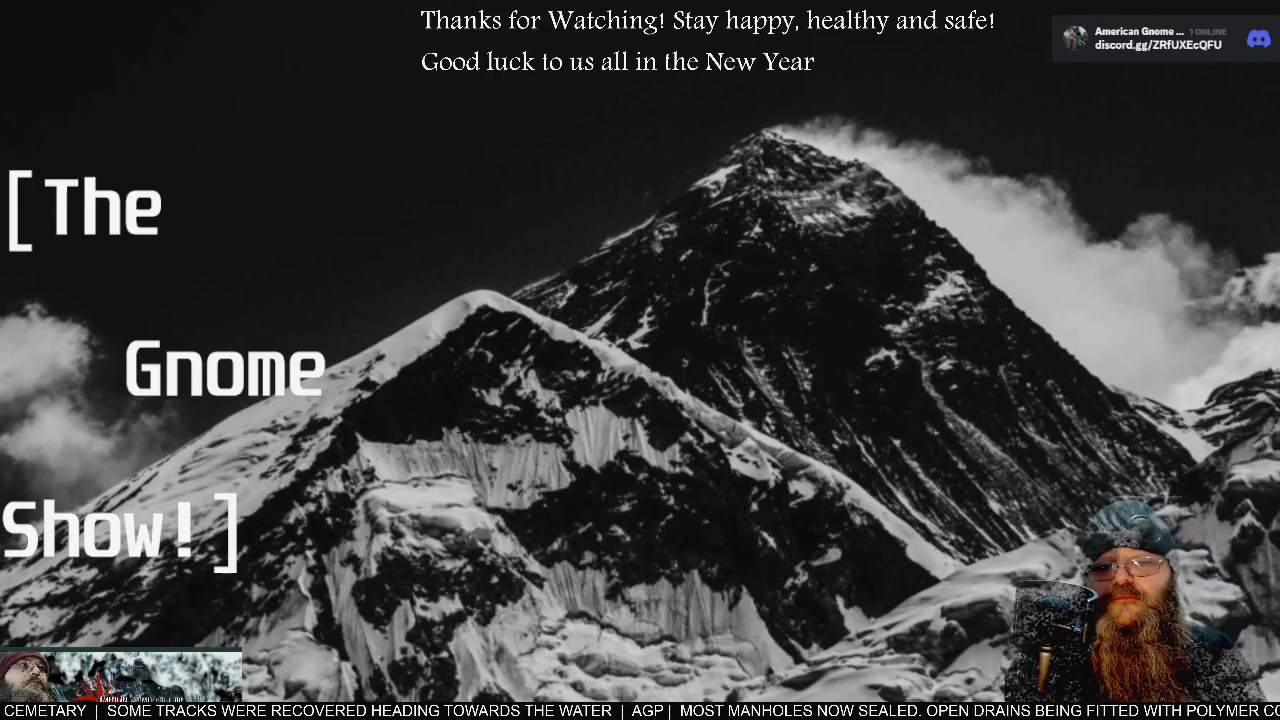 Thanks for Watching! Stay happy, healthy and safe!
Good luck to us all in the New Year
American Gnome ... 1 ONLINE
discord.gg/ZRfUXEcQFU
[The
Gnome
Show!]
CEMETARY | SOME TRACKS WERE RECOVERED HEADING TOWARDS THE WATER | AGP | MOST MANHOLES NOW SEALED. OPEN DRAINS BEING FITTED WITH POLYMER CO